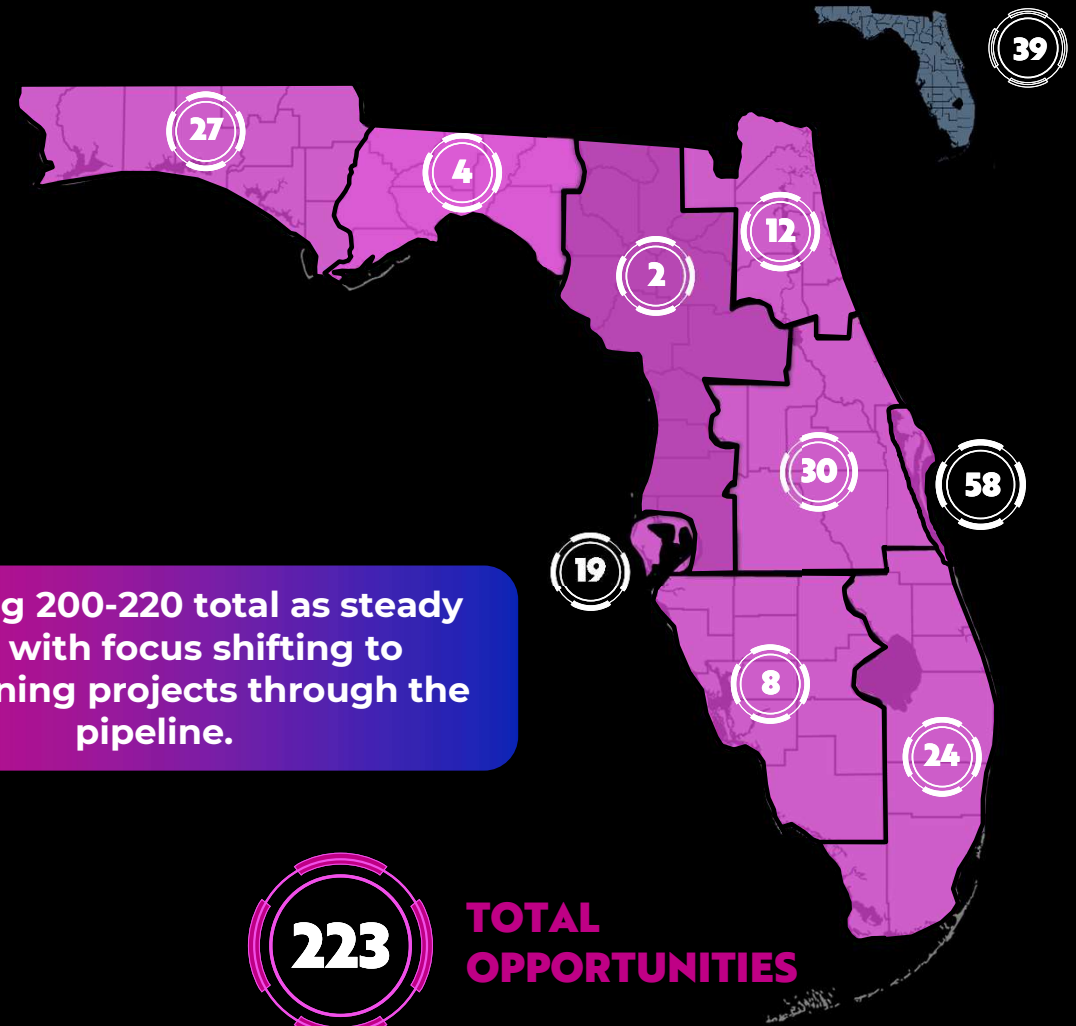 39
27
4
12
2
30
58
19
g 200-220 total as steady
with focus shifting to
ning projects through the
pipeline.
8
24
223
TOTAL
OPPORTUNITIES